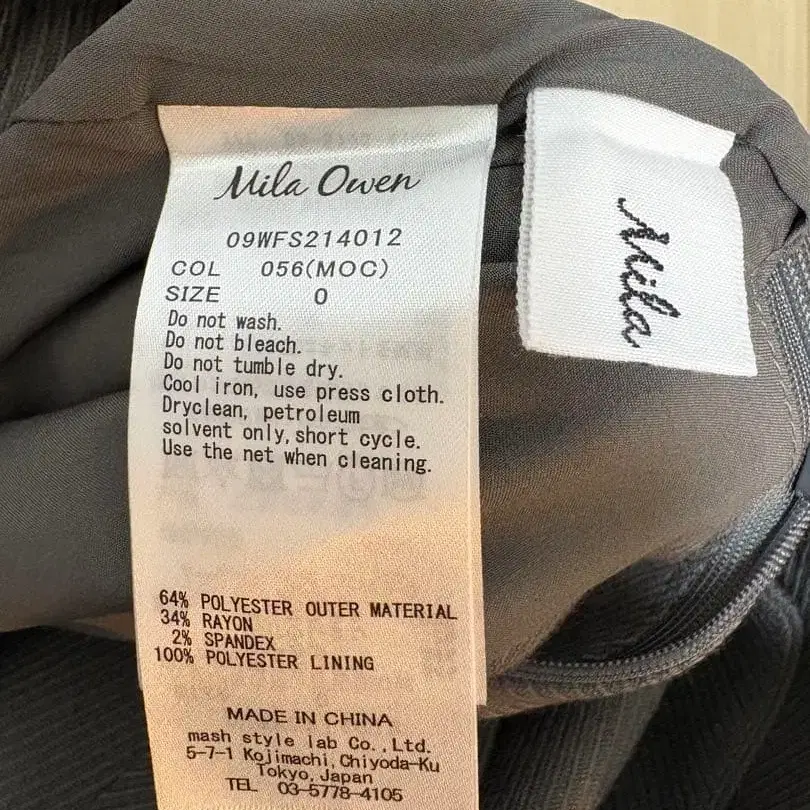 Mila Owen
09WFS214012
COL 056(MOC)
SIZE 0
Do not wash.
Do not bleach.
Do not tumble dry.
Cool iron, use press cloth.
Dryclean, petroleum
solvent only, short cycle.
Use the net when cleaning.
64% POLYESTER OUTER MATERIAL
34% RAYON
2% SPANDEX
100% POLYESTER LINING
MADE IN CHINA
mash style lab Co.,Ltd.
5-7-1 Kojimachi,Chiyoda-Ku
Tokyo,Japan
TEL 03-5778-4105
Mila